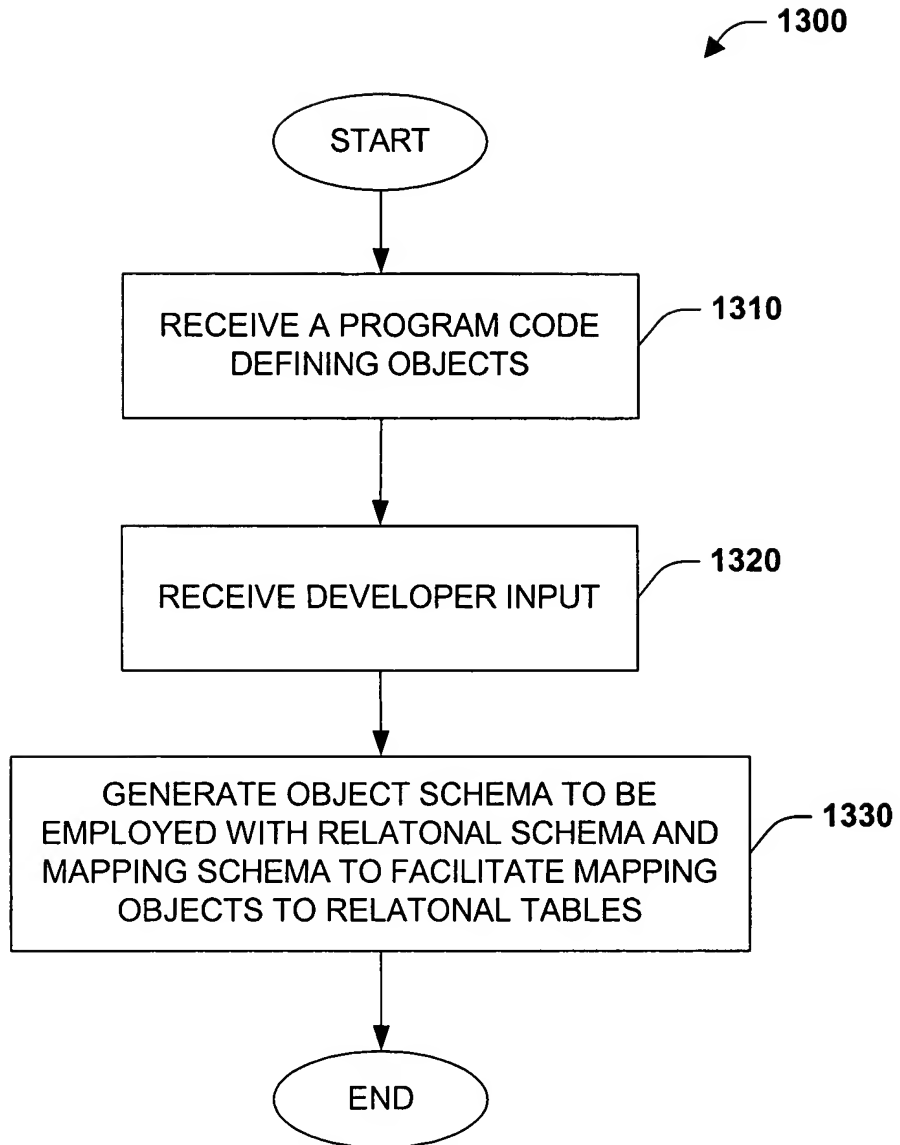 1300
START
RECEIVE A PROGRAM CODE
DEFINING OBJECTS
1310
RECEIVE DEVELOPER INPUT
1320
GENERATE OBJECT SCHEMA TO BE
EMPLOYED WITH RELATONAL SCHEMA AND
MAPPING SCHEMA TO FACILITATE MAPPING
OBJECTS TO RELATONAL TABLES
1330
END